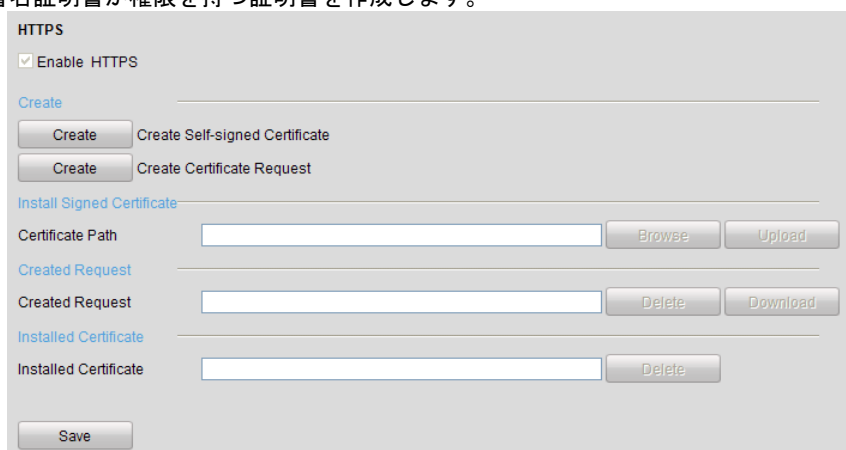 署名証明書か権限を持つ証明書を作成します。
HTTPS
Enable HTTPS
Create
Create Create Self-signed Certificate
Create Create Certificate Request
Install Signed Certificate
Certificate Path Browse Upload
Created Request
Created Request Delete Download
Installed Certificate
Installed Certificate Delete
Save